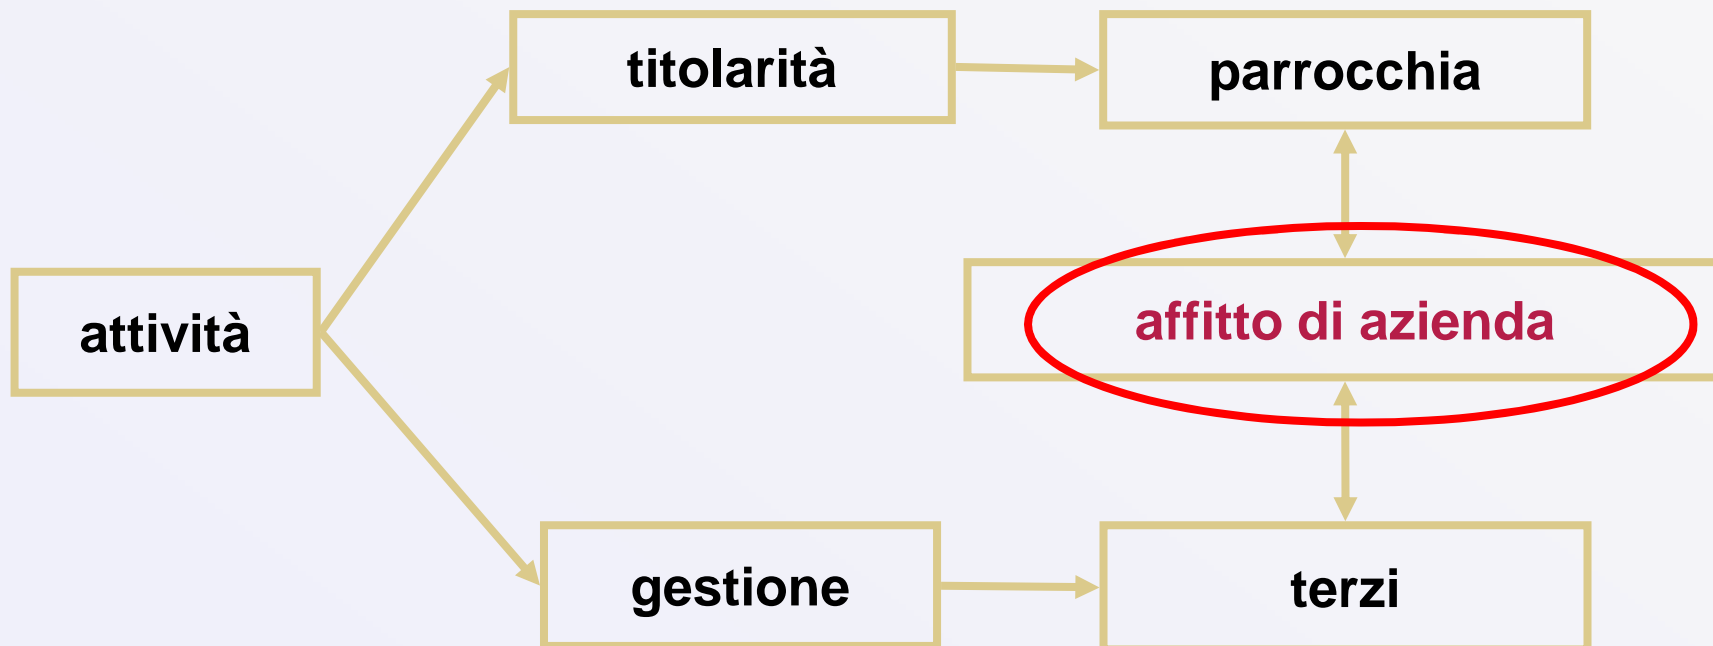 titolarità
parrocchia
attività
affitto di azienda
gestione
terzi